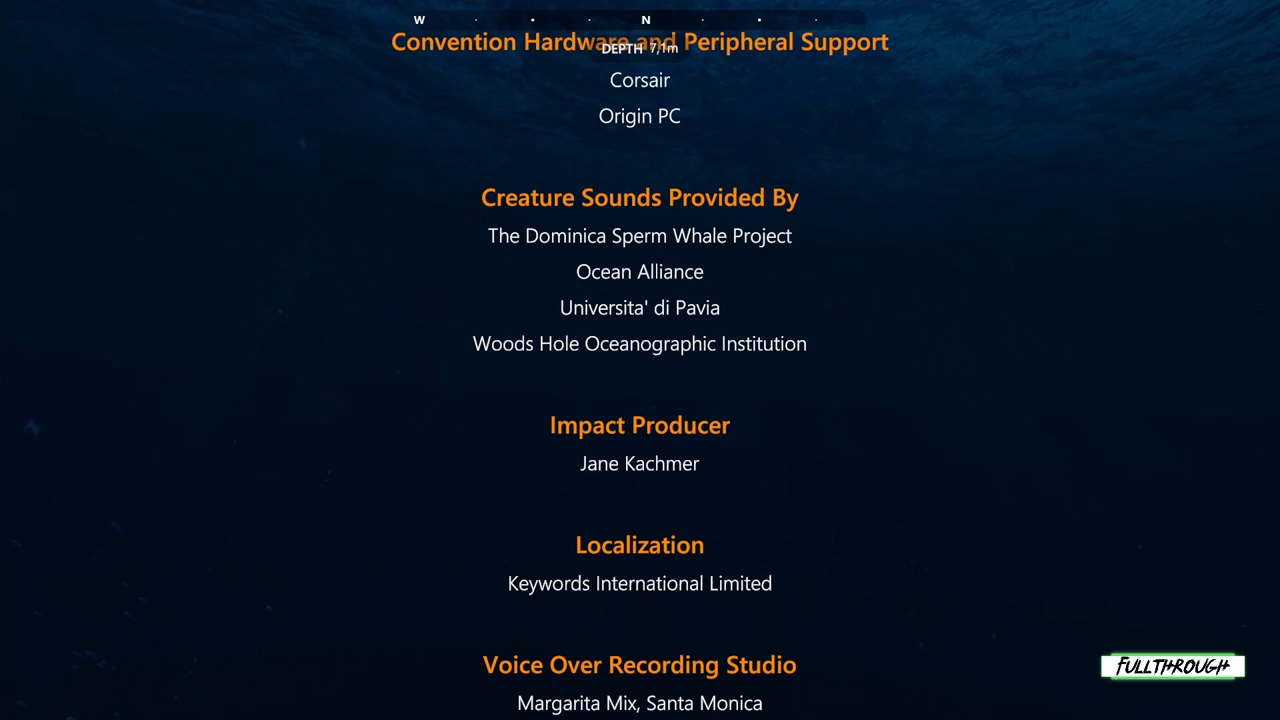 W N
Convention Hardware and Peripheral Support
DEPTH 7,1m
Corsair
Origin PC
Creature Sounds Provided By
The Dominica Sperm Whale Project
Ocean Alliance
Universita' di Pavia
Woods Hole Oceanographic Institution
Impact Producer
Jane Kachmer
Localization
Keywords International Limited
Voice Over Recording Studio
FULLTHROUGH
Margarita Mix, Santa Monica